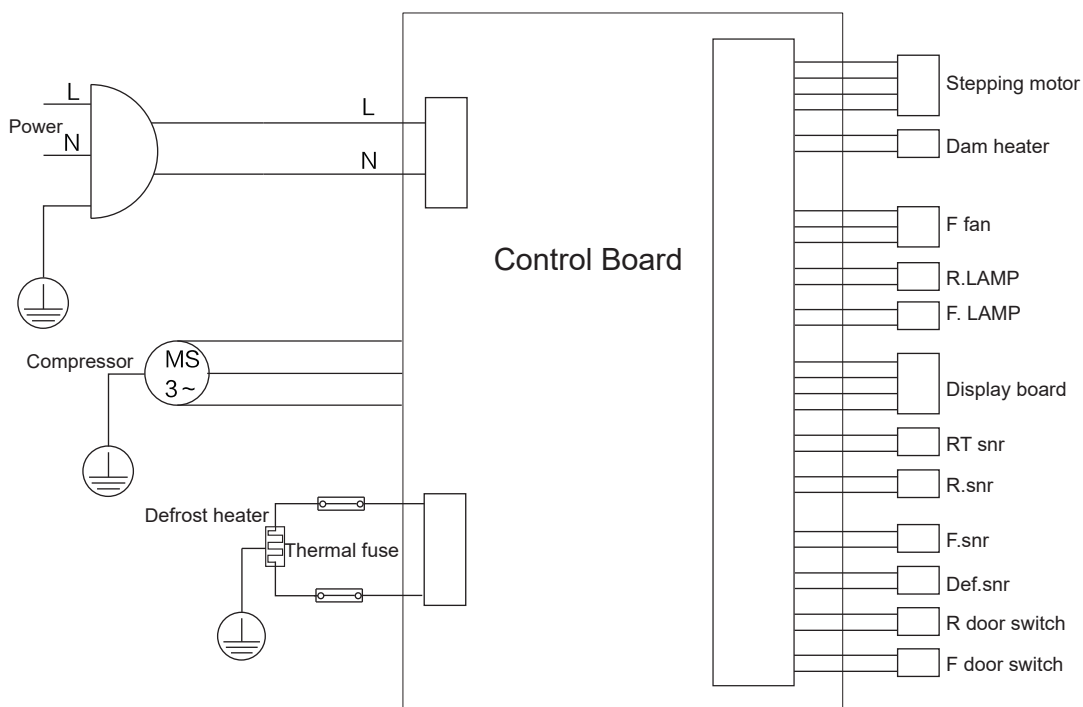 L
Power
N
L
N
Control Board
Compressor
MS
3~
Defrost heater
Thermal fuse
Stepping motor
Dam heater
F fan
R.LAMP
F. LAMP
Display board
RT snr
R.snr
F.snr
Def.snr
R door switch
F door switch